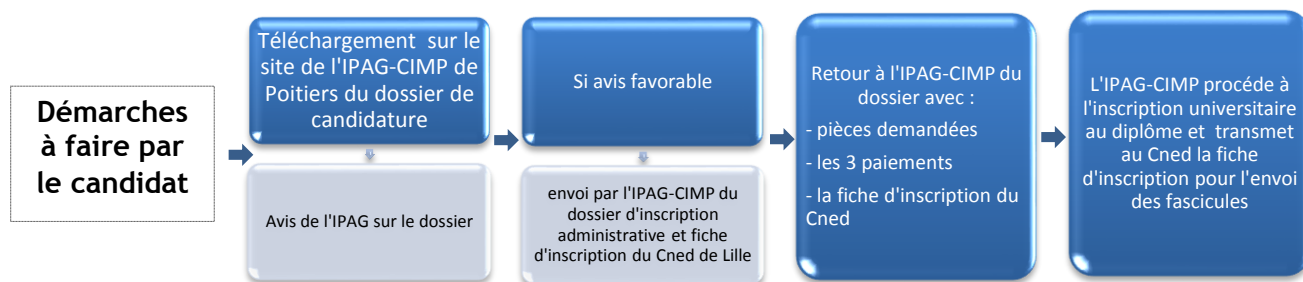 Démarches
à faire par
le candidat
Téléchargement sur le
site de l'IPAG-CIMP de
Poitiers du dossier de
candidature
Avis de l'IPAG sur le dossier
Si avis favorable
envoi par l'IPAG-CIMP du
dossier d'inscription
administrative et fiche
d'inscription du Cned de Lille
Retour à l'IPAG-CIMP du
dossier avec :
- pièces demandées
- les 3 paiements
- la fiche d'inscription du
Cned
L'IPAG-CIMP procéde à
l'inscription universitaire
au diplôme et transmet
au Cned la fiche
d'inscription pour l'envoi
des fascicules